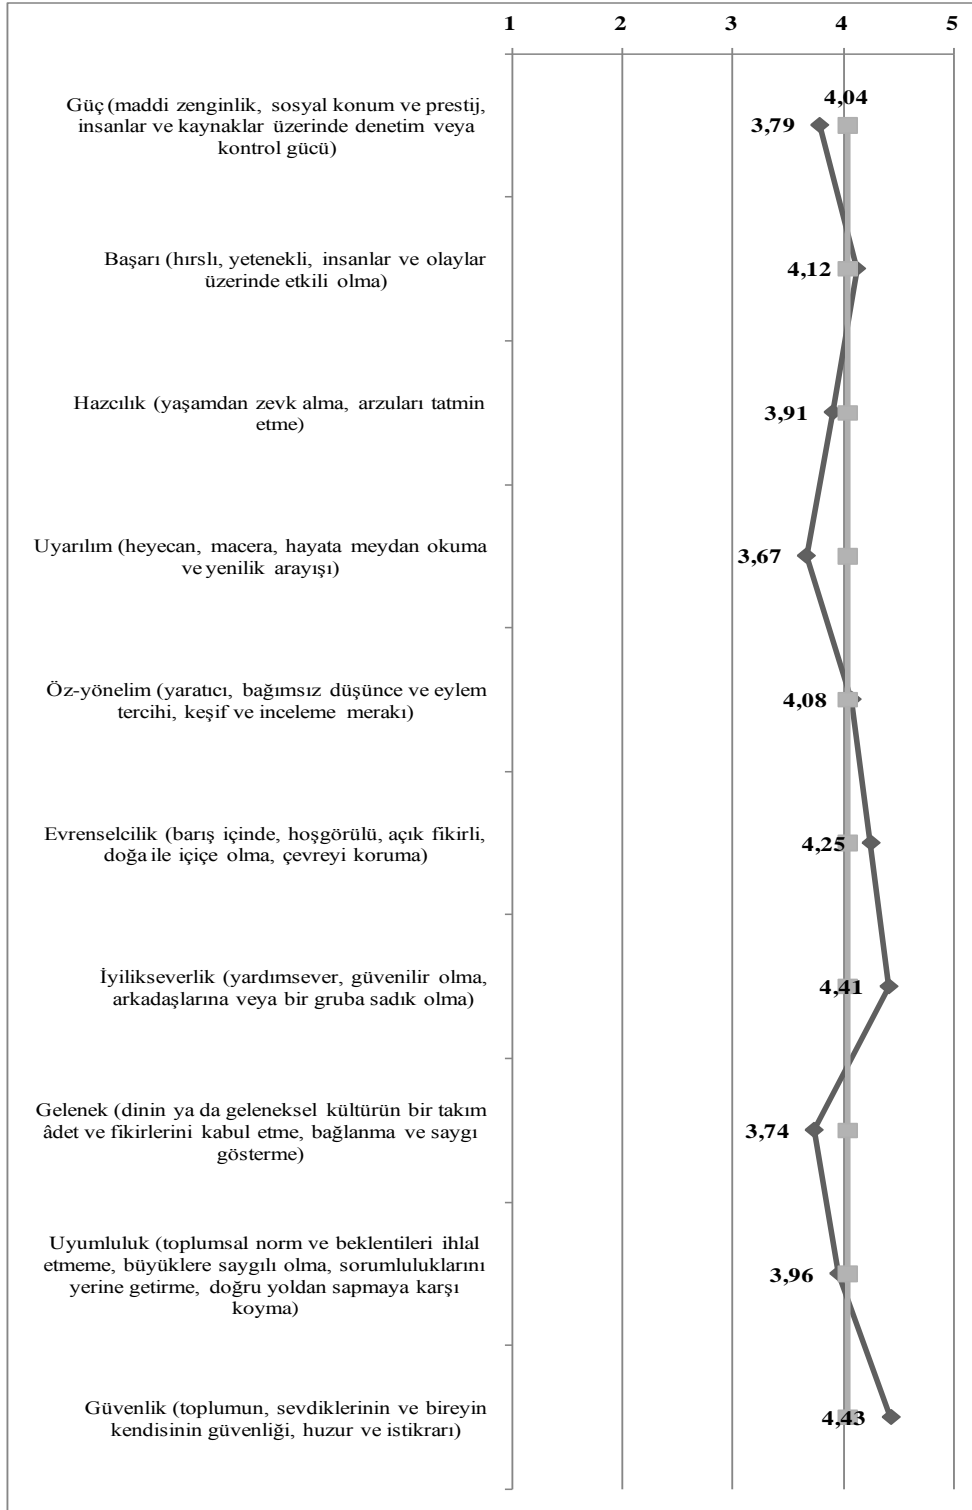 1 2 3 4 5
4,04
Güç (maddi zenginlik, sosyal konum ve prestij,
insanlar ve kaynaklar üzerinde denetim veya
kontrol gücü)
3,79
Başarı (hırslı, yetenekli, insanlar ve olaylar
üzerinde etkili olma)
4,12
Hazcılık (yaşamdan zevk alma, arzuları tatmin
etme)
3,91
Uyarılım (heyecan, macera, hayata meydan okuma
ve yenilik arayışı)
3,67
Öz-yönelim (yaratıcı, bağımsız düşünce ve eylem
tercihi, keşif ve inceleme merakı)
4,08
Evrenselcilik (barış içinde, hoşgörülü, açık fikirli,
doğa ile içiçe olma, çevreyi koruma)
4,25
İyilikseverlik (yardımsever, güvenilir olma,
arkadaşlarına veya bir gruba sadık olma)
4,41
Gelenek (dinin ya da geleneksel kültürün bir takım
âdet ve fikirlerini kabul etme, bağlanma ve saygı
gösterme)
3,74
Uyumluluk (toplumsal norm ve beklentileri ihlal
etmeme, büyüklere saygılı olma, sorumluluklarını
yerine getirme, doğru yoldan sapmaya karşı
koyma)
3,96
Güvenlik (toplumun, sevdiklerinin ve bireyin
kendisinin güvenliği, huzur ve istikrarı)
4,43